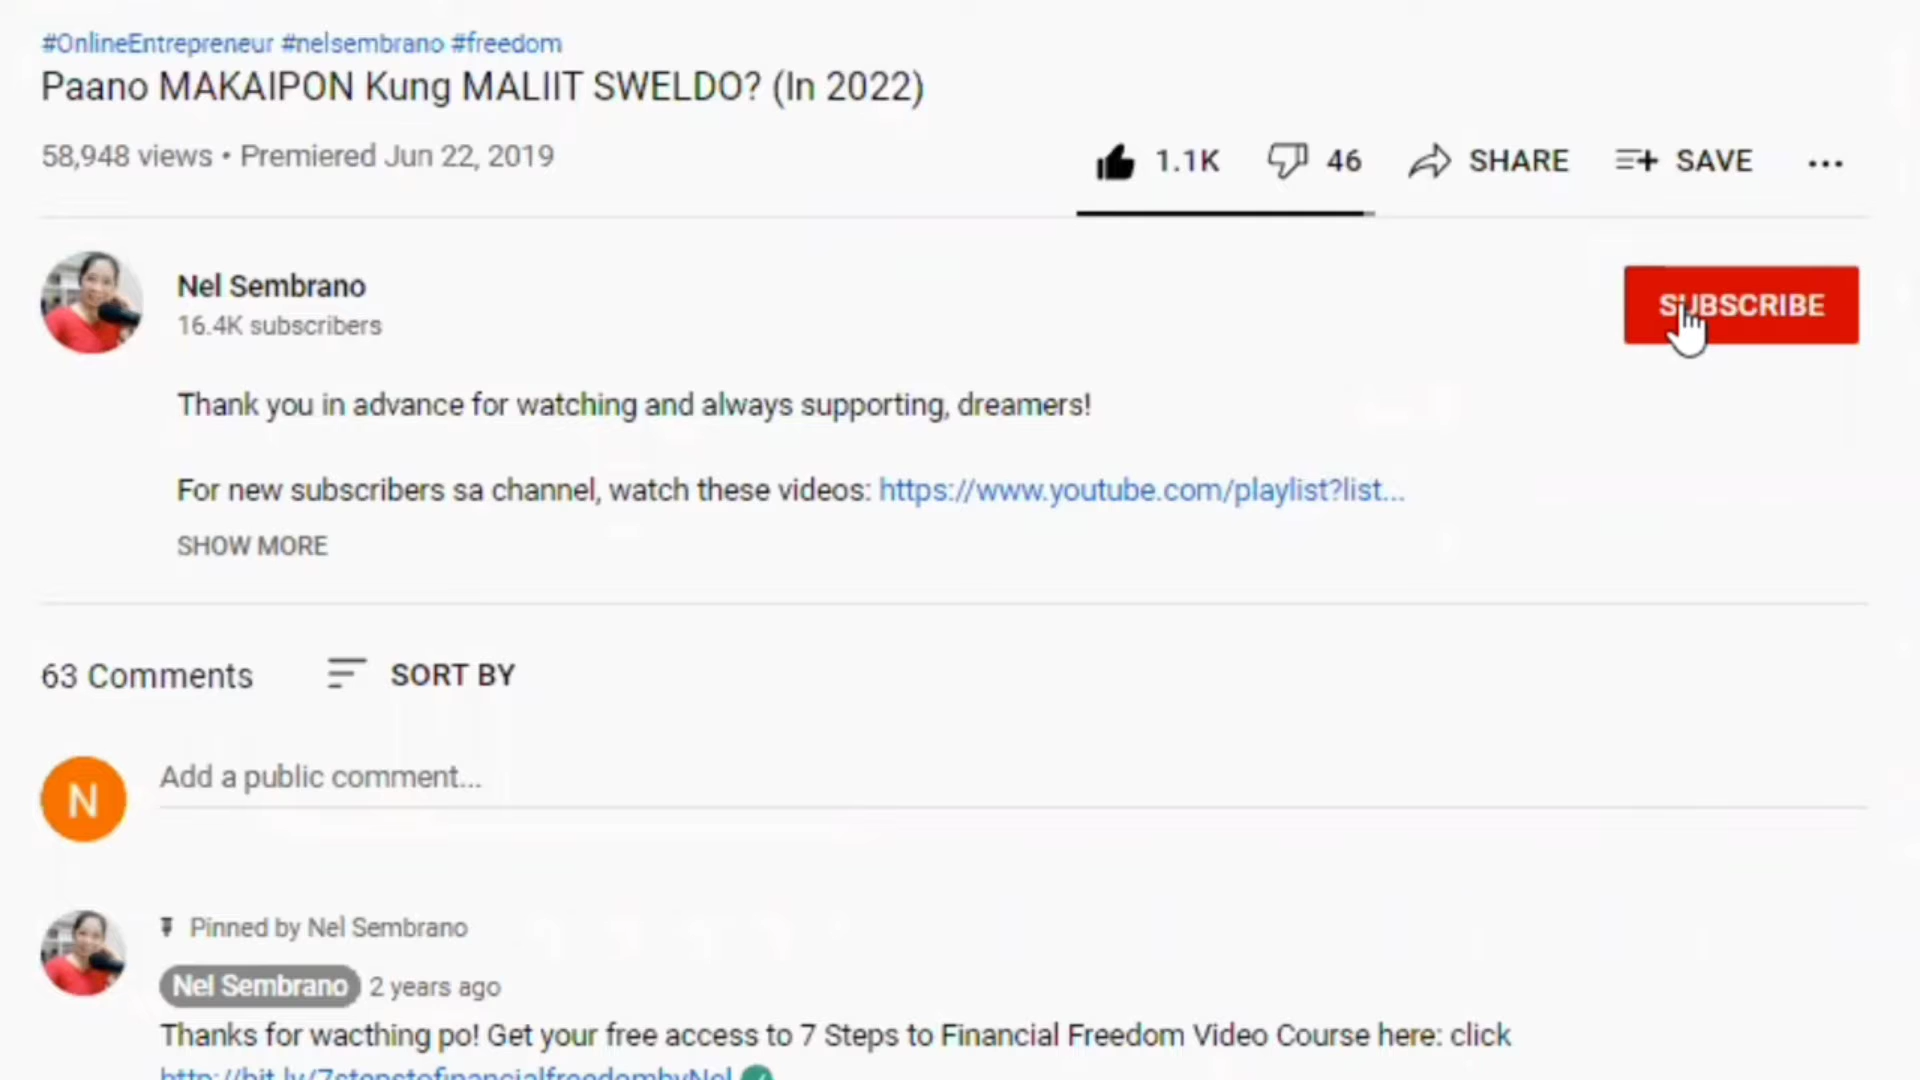 #OnlineEntrepreneur #nelsembrano #freedom
Paano MAKAIPON Kung MALIIT SWELDO? (In 2022)
58,948 views • Premiered Jun 22, 2019
1.1K 46 SHARE SAVE ...
Nel Sembrano
16.4K subscribers
SUBSCRIBE
Thank you in advance for watching and always supporting, dreamers!
For new subscribers sa channel, watch these videos: https://www.youtube.com/playlist?list...
SHOW MORE
63 Comments SORT BY
N
Add a public comment...
Pinned by Nel Sembrano
Nel Sembrano 2 years ago
Thanks for wacthing po! Get your free access to 7 Steps to Financial Freedom Video Course here: click
http://bit.ly/7stepstofinancialfreedombyNel